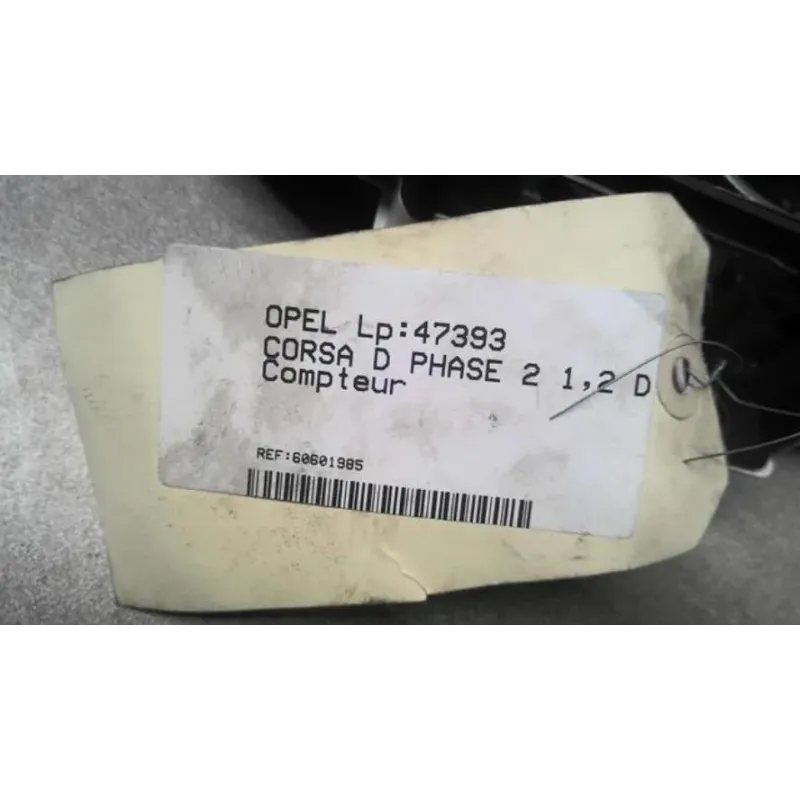 OPEL Lp:47393
CORSA D PHASE 2 1,2 D
Compteur
REF:60601985